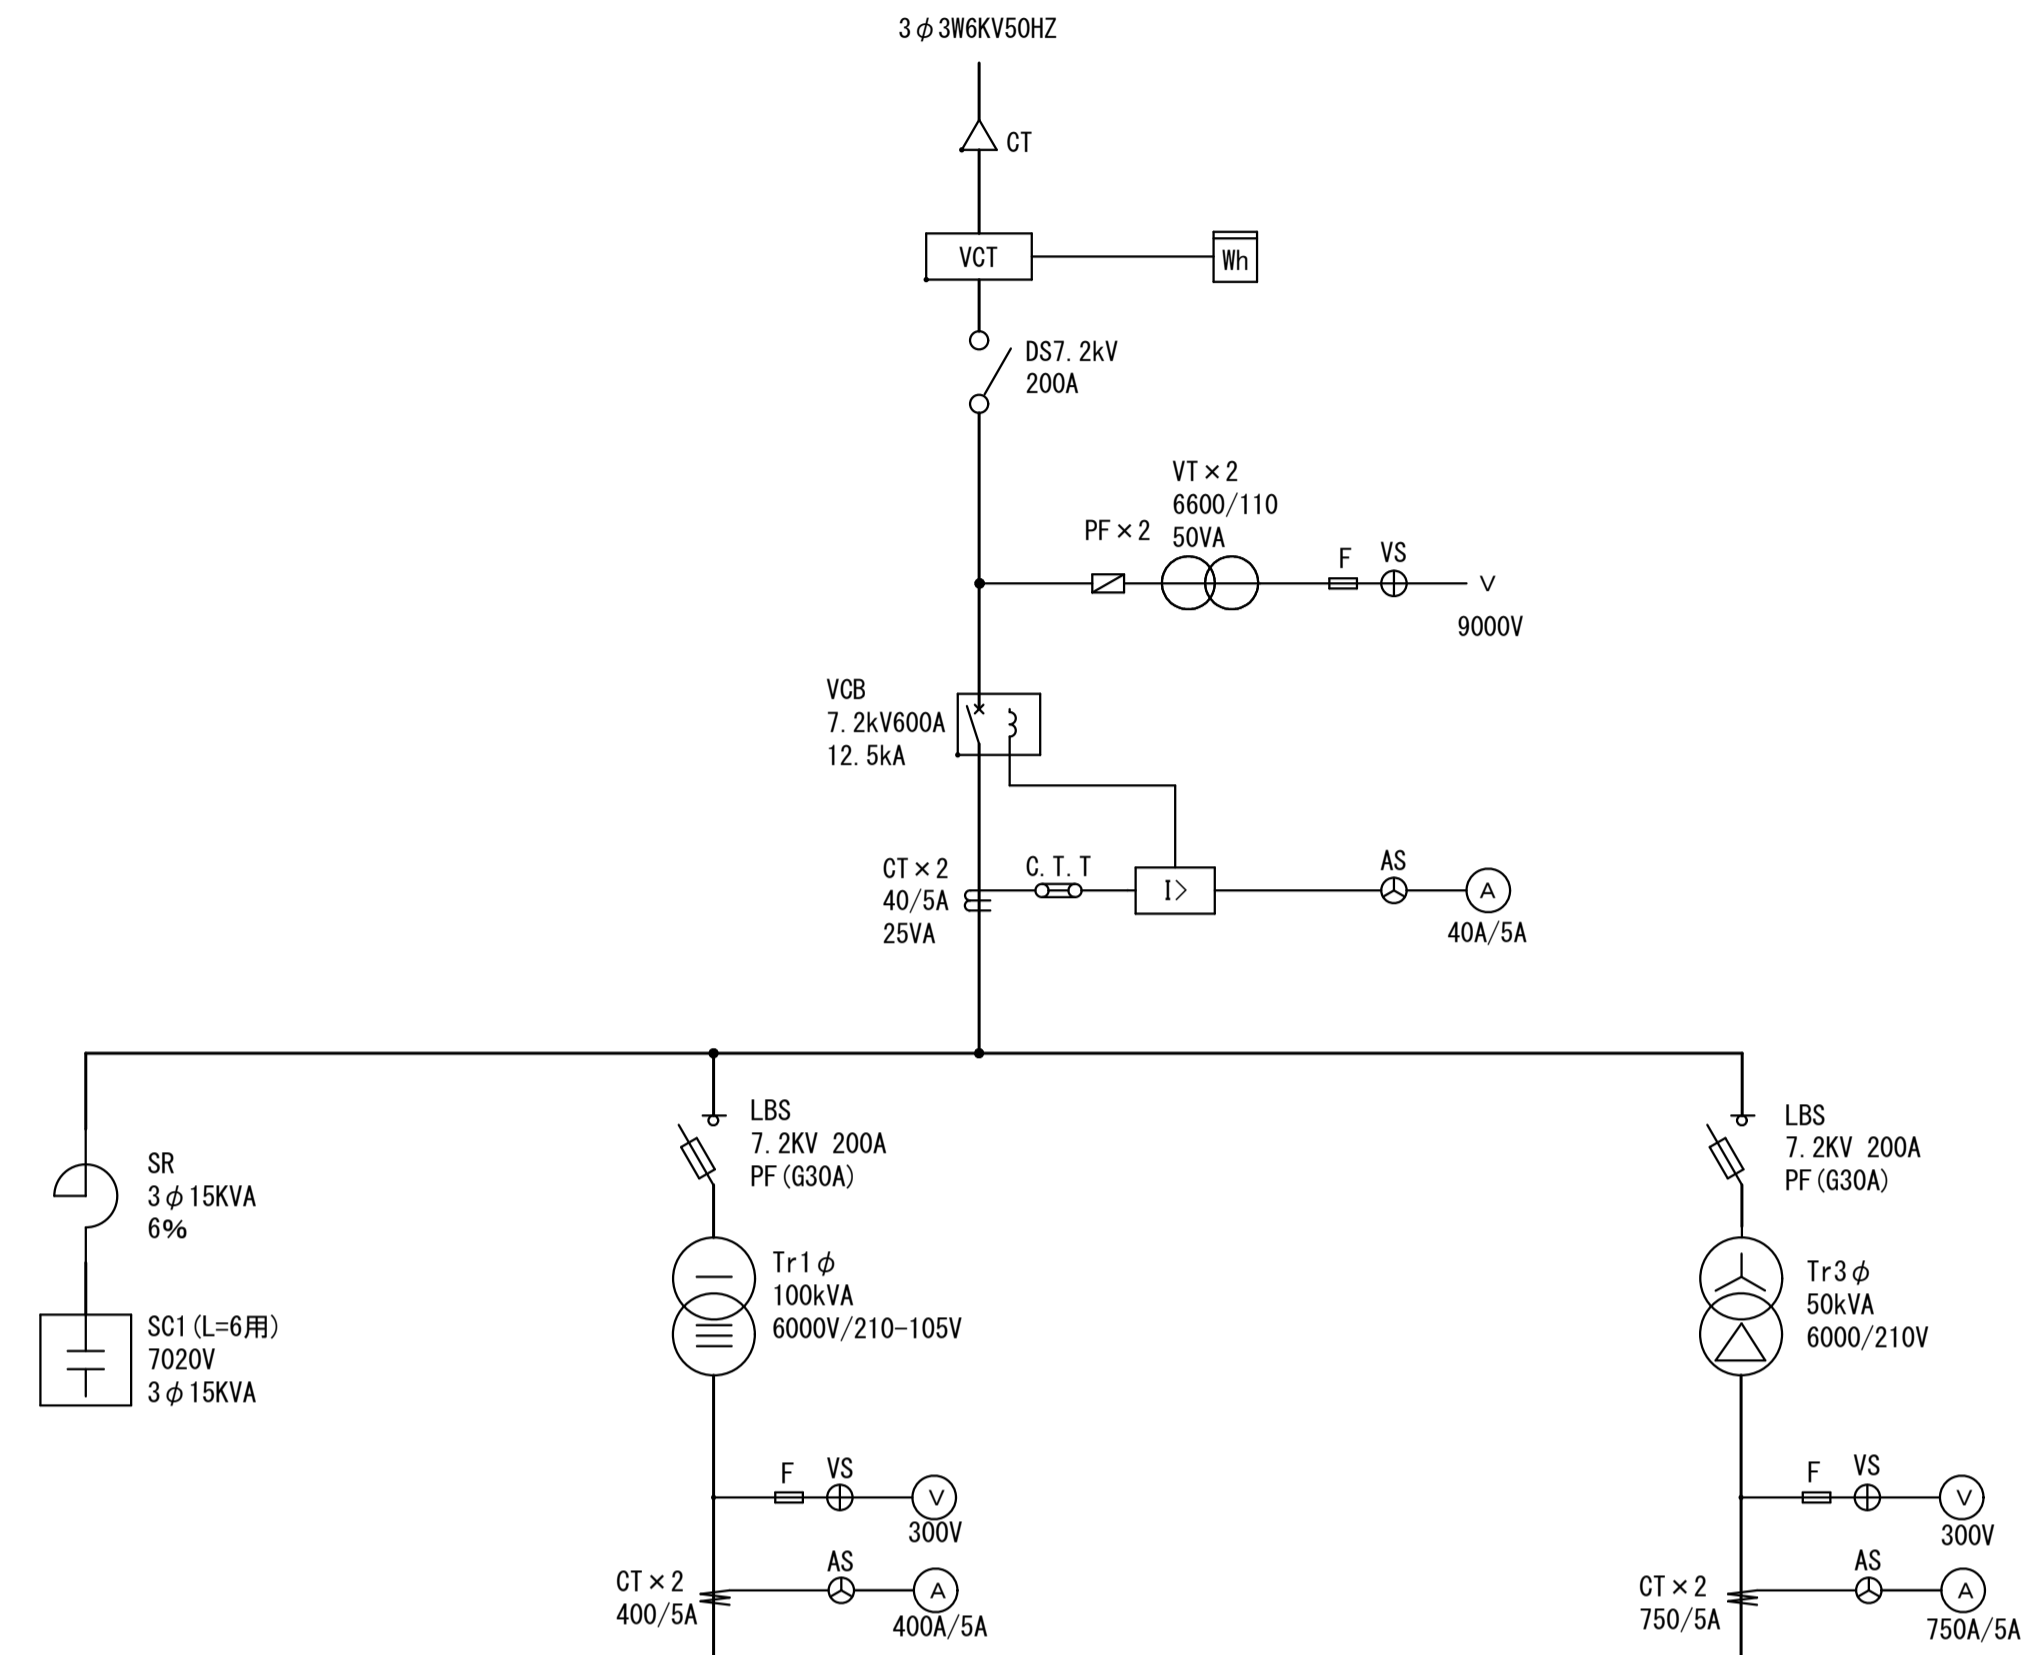 3φ3W6KV50HZ
CT
VCT
Wh
DS7.2kV
200A
VT×2
6600/110
50VA
PF×2
F
VS
V
9000V
VCB
7.2kV600A
12.5kA
CT×2
40/5A
25VA
C.T.T
I>
AS
A
40A/5A
SR
3φ15KVA
6%
SC1(L=6用)
7020V
3φ15KVA
LBS
7.2KV 200A
PF(G30A)
Tr1φ
100kVA
6000V/210-105V
F
VS
V
300V
CT×2
400/5A
AS
A
400A/5A
LBS
7.2KV 200A
PF(G30A)
Tr3φ
50kVA
6000/210V
F
VS
V
300V
CT×2
750/5A
AS
A
750A/5A